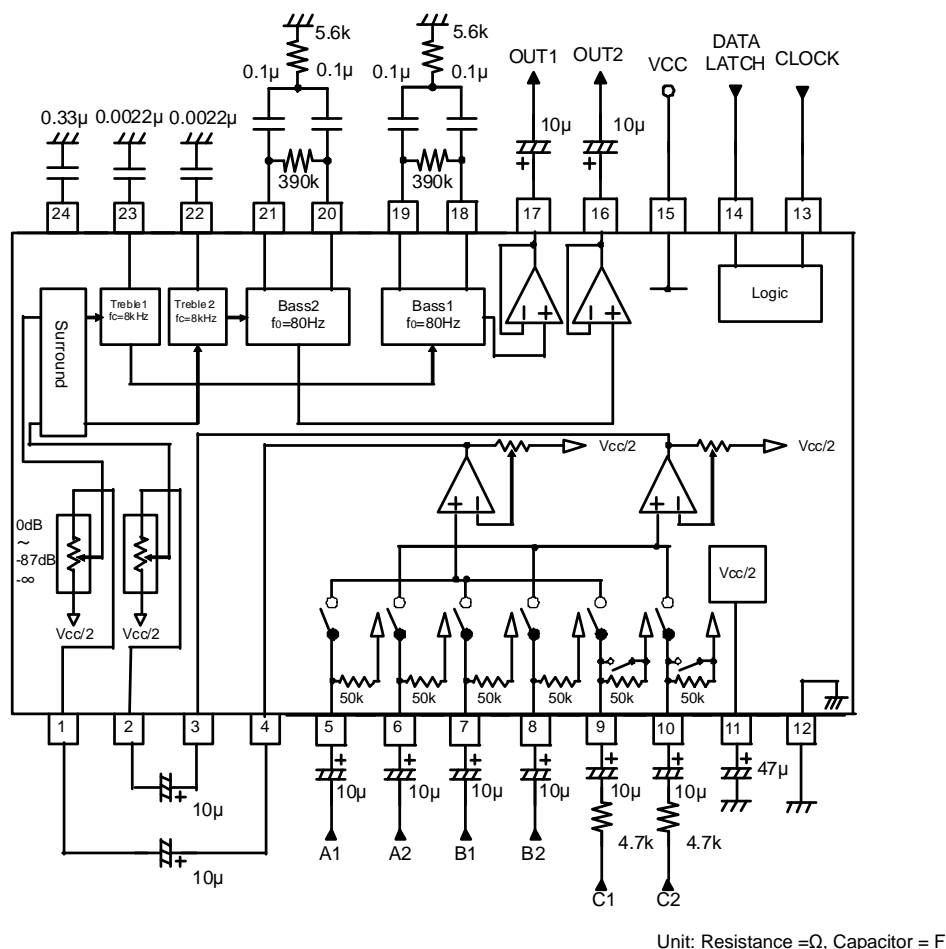 5.6k 5.6k
0.1μ 0.1μ 0.1μ 0.1μ
OUT1 OUT2 VCC DATA LATCH CLOCK
0.33μ 0.0022μ 0.0022μ
10μ 10μ
+ +
390k 390k
24 23 22 21 20 19 18 17 16 15 14 13
Surround
Treble1
fc=8kHz
Treble2
fc=8kHz
Bass2
f0=80Hz
Bass1
f0=80Hz
Logic
Vcc/2 Vcc/2
0dB
~
-87dB
-∞
Vcc/2 Vcc/2
Vcc/2
50k 50k 50k 50k 50k 50k
1 2 3 4 5 6 7 8 9 10 11 12
+ + + + + + +
10μ 10μ 10μ 10μ 10μ 10μ 47μ
+
10μ
+
10μ
4.7k 4.7k
A1 A2 B1 B2
C1 C2
Unit: Resistance =Ω, Capacitor = F